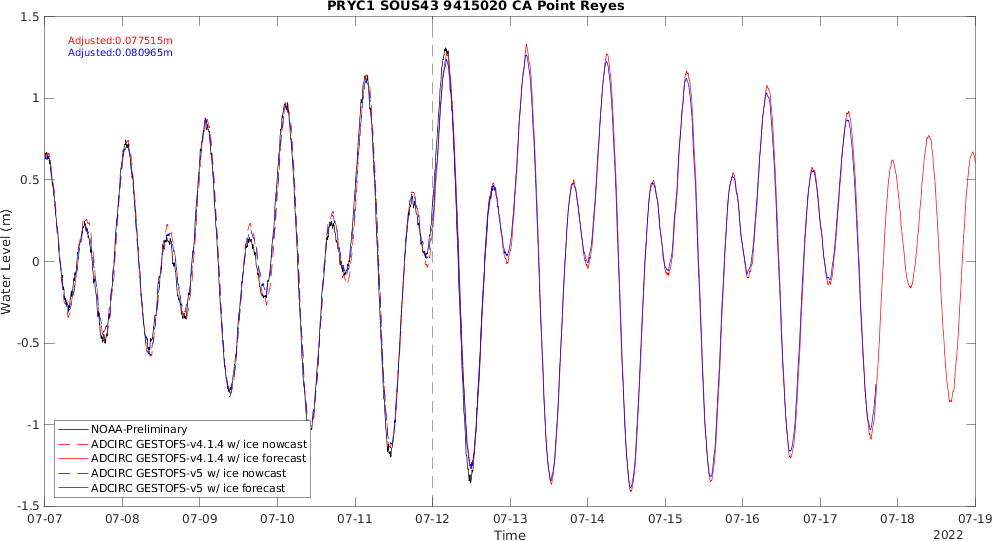 PRYC1 SOUS43 9415020 CA Point Reyes
Adjusted:0.077515m
Adjusted:0.080965m
1.5
1
0.5
0
-0.5
-1
-1.5
Water Level (m)
NOAA-Preliminary
ADCIRC GESTOFS-v4.1.4 w/ ice nowcast
ADCIRC GESTOFS-v4.1.4 w/ ice forecast
ADCIRC GESTOFS-v5 w/ ice nowcast
ADCIRC GESTOFS-v5 w/ ice forecast
07-07 07-08 07-09 07-10 07-11 07-12 07-13 07-14 07-15 07-16 07-17 07-18 07-19
Time
2022